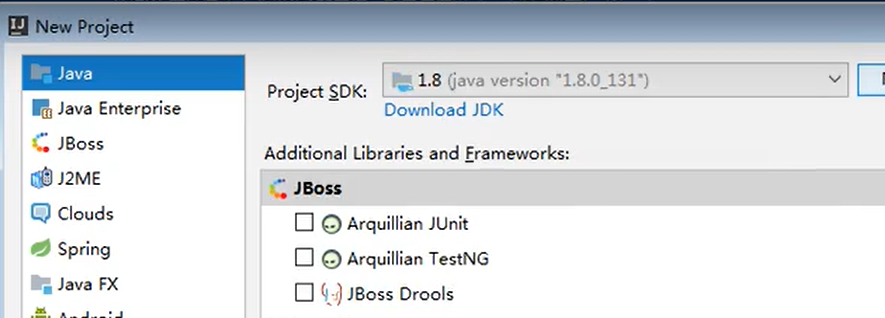 New Project
Java
Java Enterprise
JBoss
J2ME
Clouds
Spring
Java FX
Android
Project SDK:
1.8 (java version "1.8.0_131")
Download JDK
Additional Libraries and Frameworks:
JBoss
Arquillian JUnit
Arquillian TestNG
JBoss Drools